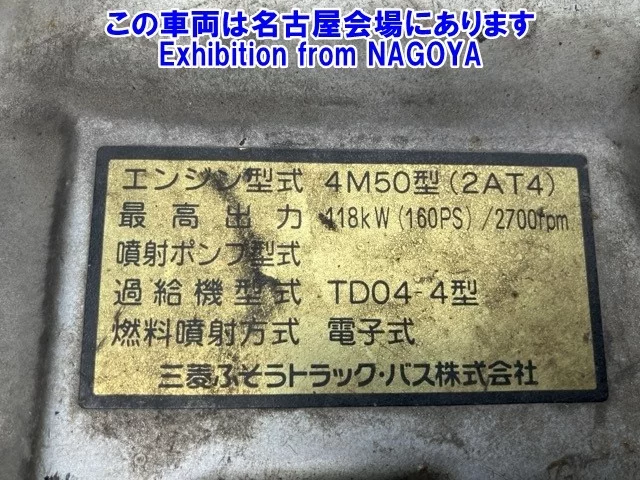 この車両は名古屋会場にあります
Exhibition from NAGOYA
エンジン型式 4M50型(2AT4)
最高出力 118kW(160PS)/2700rpm
噴射ポンプ型式
過給機型式 TD04-4型
燃料噴射方式 電子式
三菱ふそうトラック・バス株式会社